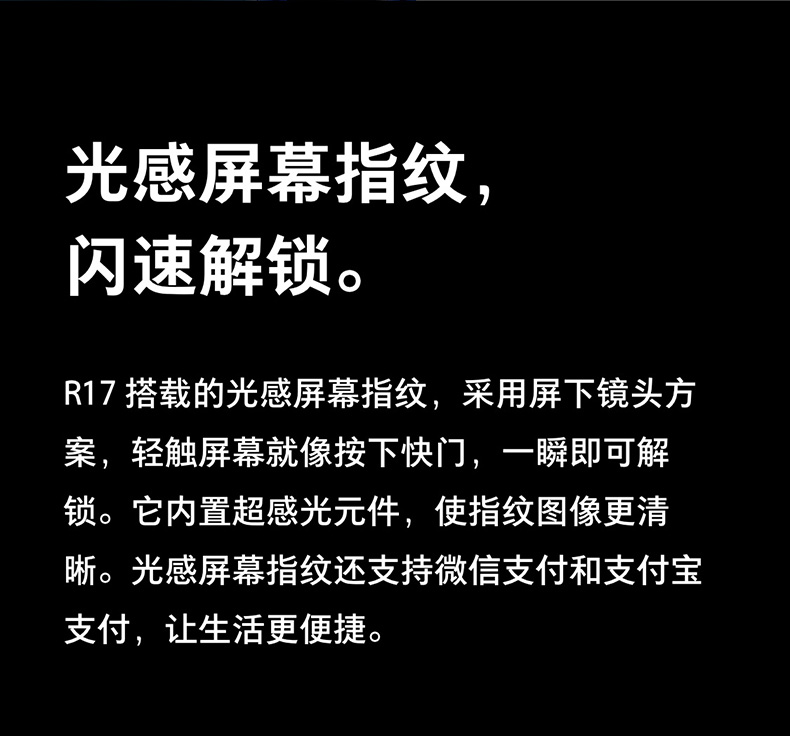 光感屏幕指纹，
闪速解锁。
R17 搭载的光感屏幕指纹，采用屏下镜头方
案，轻触屏幕就像按下快门，一瞬即可解
锁。它内置超感光元件，使指纹图像更清
晰。光感屏幕指纹还支持微信支付和支付宝
支付，让生活更便捷。